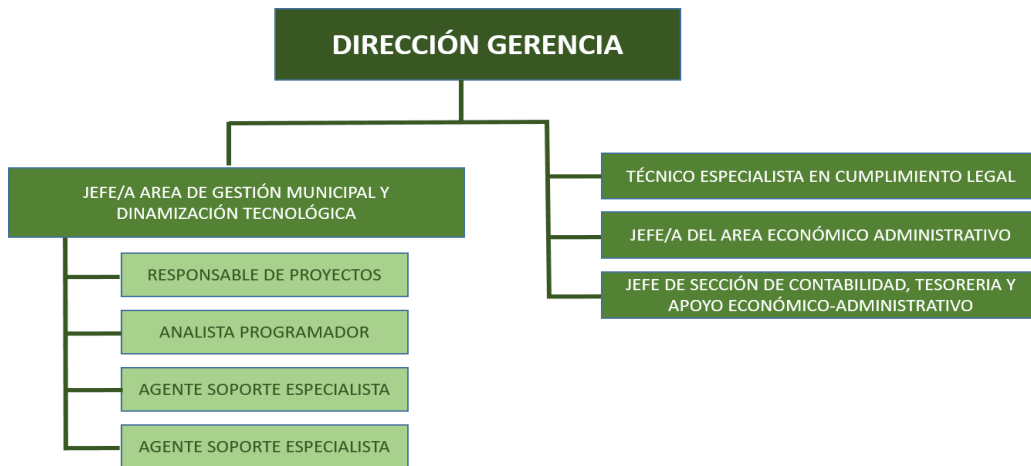 DIRECCIÓN GERENCIA
JEFE/A AREA DE GESTIÓN MUNICIPAL Y
DINAMIZACIÓN TECNOLÓGICA
RESPONSABLE DE PROYECTOS
ANALISTA PROGRAMADOR
AGENTE SOPORTE ESPECIALISTA
AGENTE SOPORTE ESPECIALISTA
TÉCNICO ESPECIALISTA EN CUMPLIMIENTO LEGAL
JEFE/A DEL AREA ECONÓMICO ADMINISTRATIVO
JEFE DE SECCIÓN DE CONTABILIDAD, TESORERIA Y
APOYO ECONÓMICO-ADMINISTRATIVO